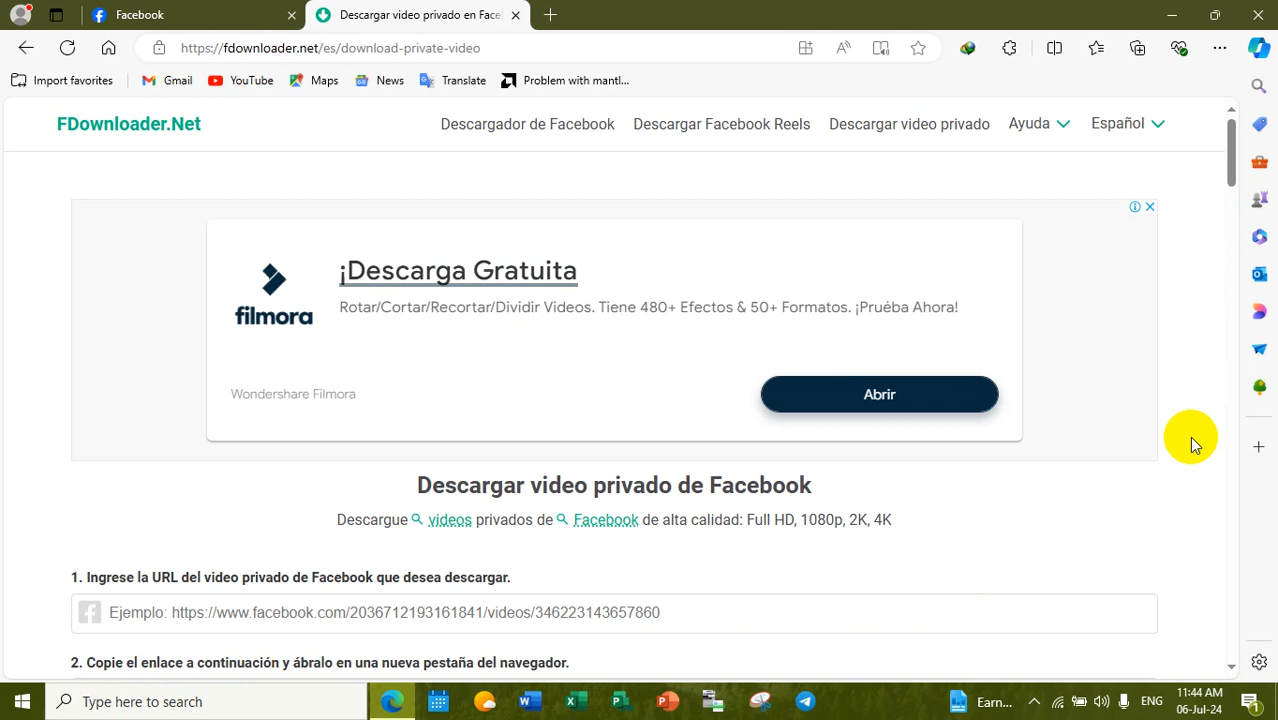 Facebook
Descargar video privado en Face
https://fdownloader.net/es/download-private-video
Import favorites
Gmail
YouTube
Maps
News
Translate
Problem with mantl...
FDownloader.Net
Descargador de Facebook
Descargar Facebook Reels
Descargar video privado
Ayuda
Español
¡Descarga Gratuita
filmora
Rotar/Cortar/Recortar/Dividir Videos. Tiene 480+ Efectos & 50+ Formatos. ¡Pruéba Ahora!
Wondershare Filmora
Abrir
Descargar video privado de Facebook
Descargue videos privados de Facebook de alta calidad: Full HD, 1080p, 2K, 4K
1. Ingrese la URL del video privado de Facebook que desea descargar.
Ejemplo: https://www.facebook.com/2036712193161841/videos/346223143657860
2. Copie el enlace a continuación y ábralo en una nueva pestaña del navegador.
Type here to search
Earn...
ENG
11:44 AM
06-Jul-24
1